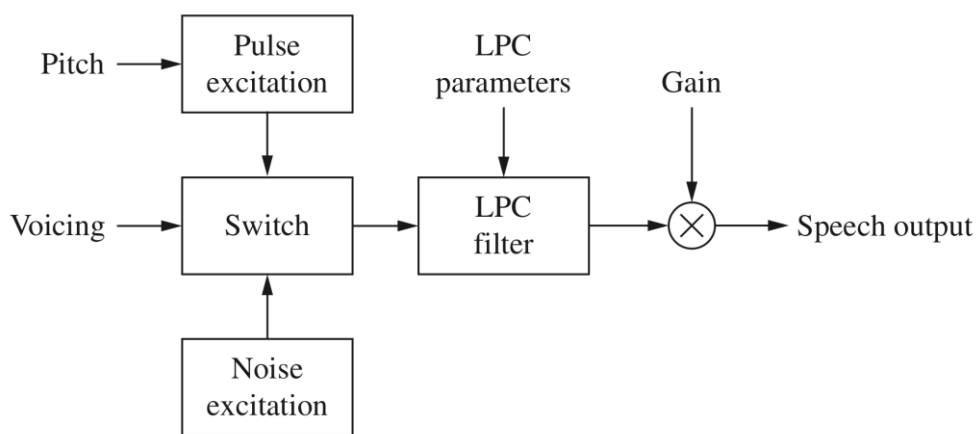 Pitch
Pulse
excitation
LPC
parameters
Gain
Voicing
Switch
LPC
filter
Speech output
Noise
excitation